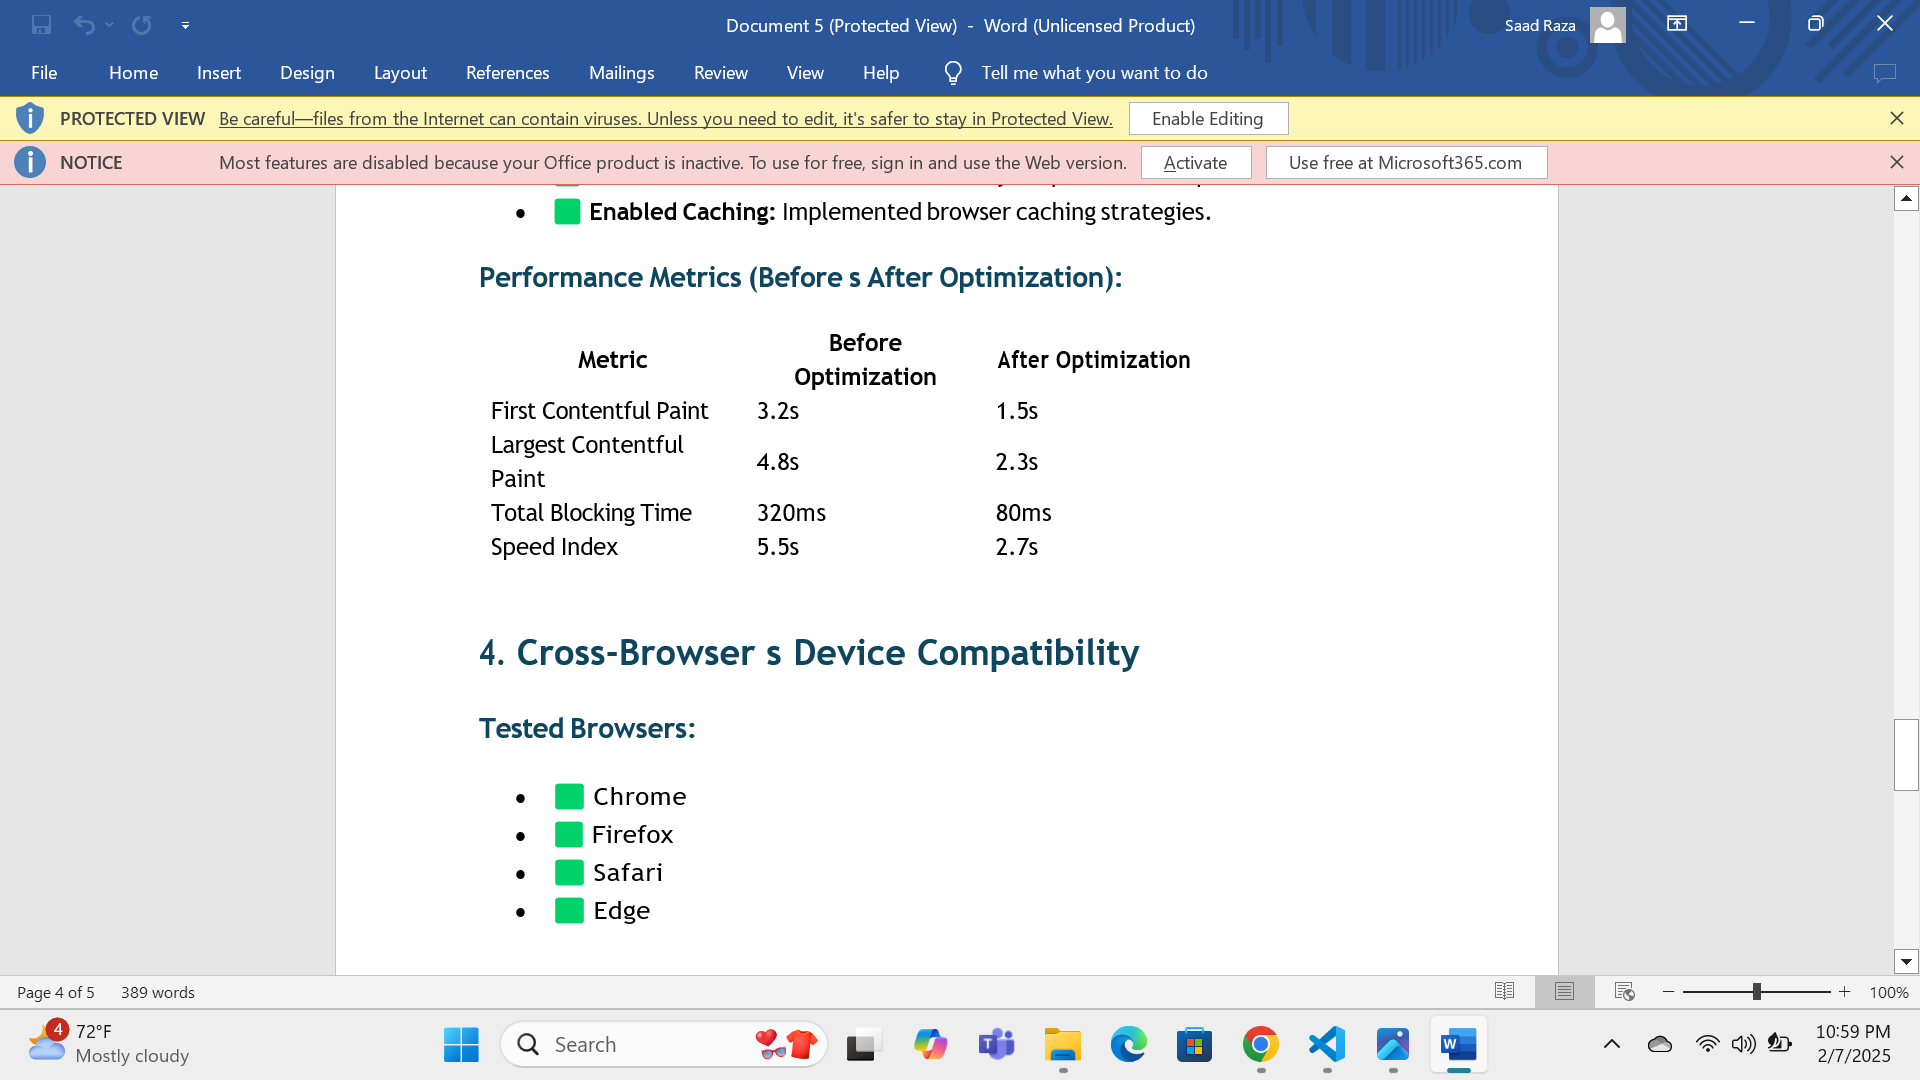 Document 5 (Protected View) - Word (Unlicensed Product)
Saad Raza
File Home Insert Design Layout References Mailings Review View Help Tell me what you want to do
PROTECTED VIEW Be careful—files from the Internet can contain viruses. Unless you need to edit, it's safer to stay in Protected View. Enable Editing
NOTICE Most features are disabled because your Office product is inactive. To use for free, sign in and use the Web version. Activate Use free at Microsoft365.com
• Enabled Caching: Implemented browser caching strategies.
Performance Metrics (Before s After Optimization):
Metric Before Optimization After Optimization
First Contentful Paint 3.2s 1.5s
Largest Contentful Paint 4.8s 2.3s
Total Blocking Time 320ms 80ms
Speed Index 5.5s 2.7s
4. Cross-Browser s Device Compatibility
Tested Browsers:
• Chrome
• Firefox
• Safari
• Edge
Page 4 of 5 389 words 100%
4 72°F
Mostly cloudy
Search
10:59 PM
2/7/2025